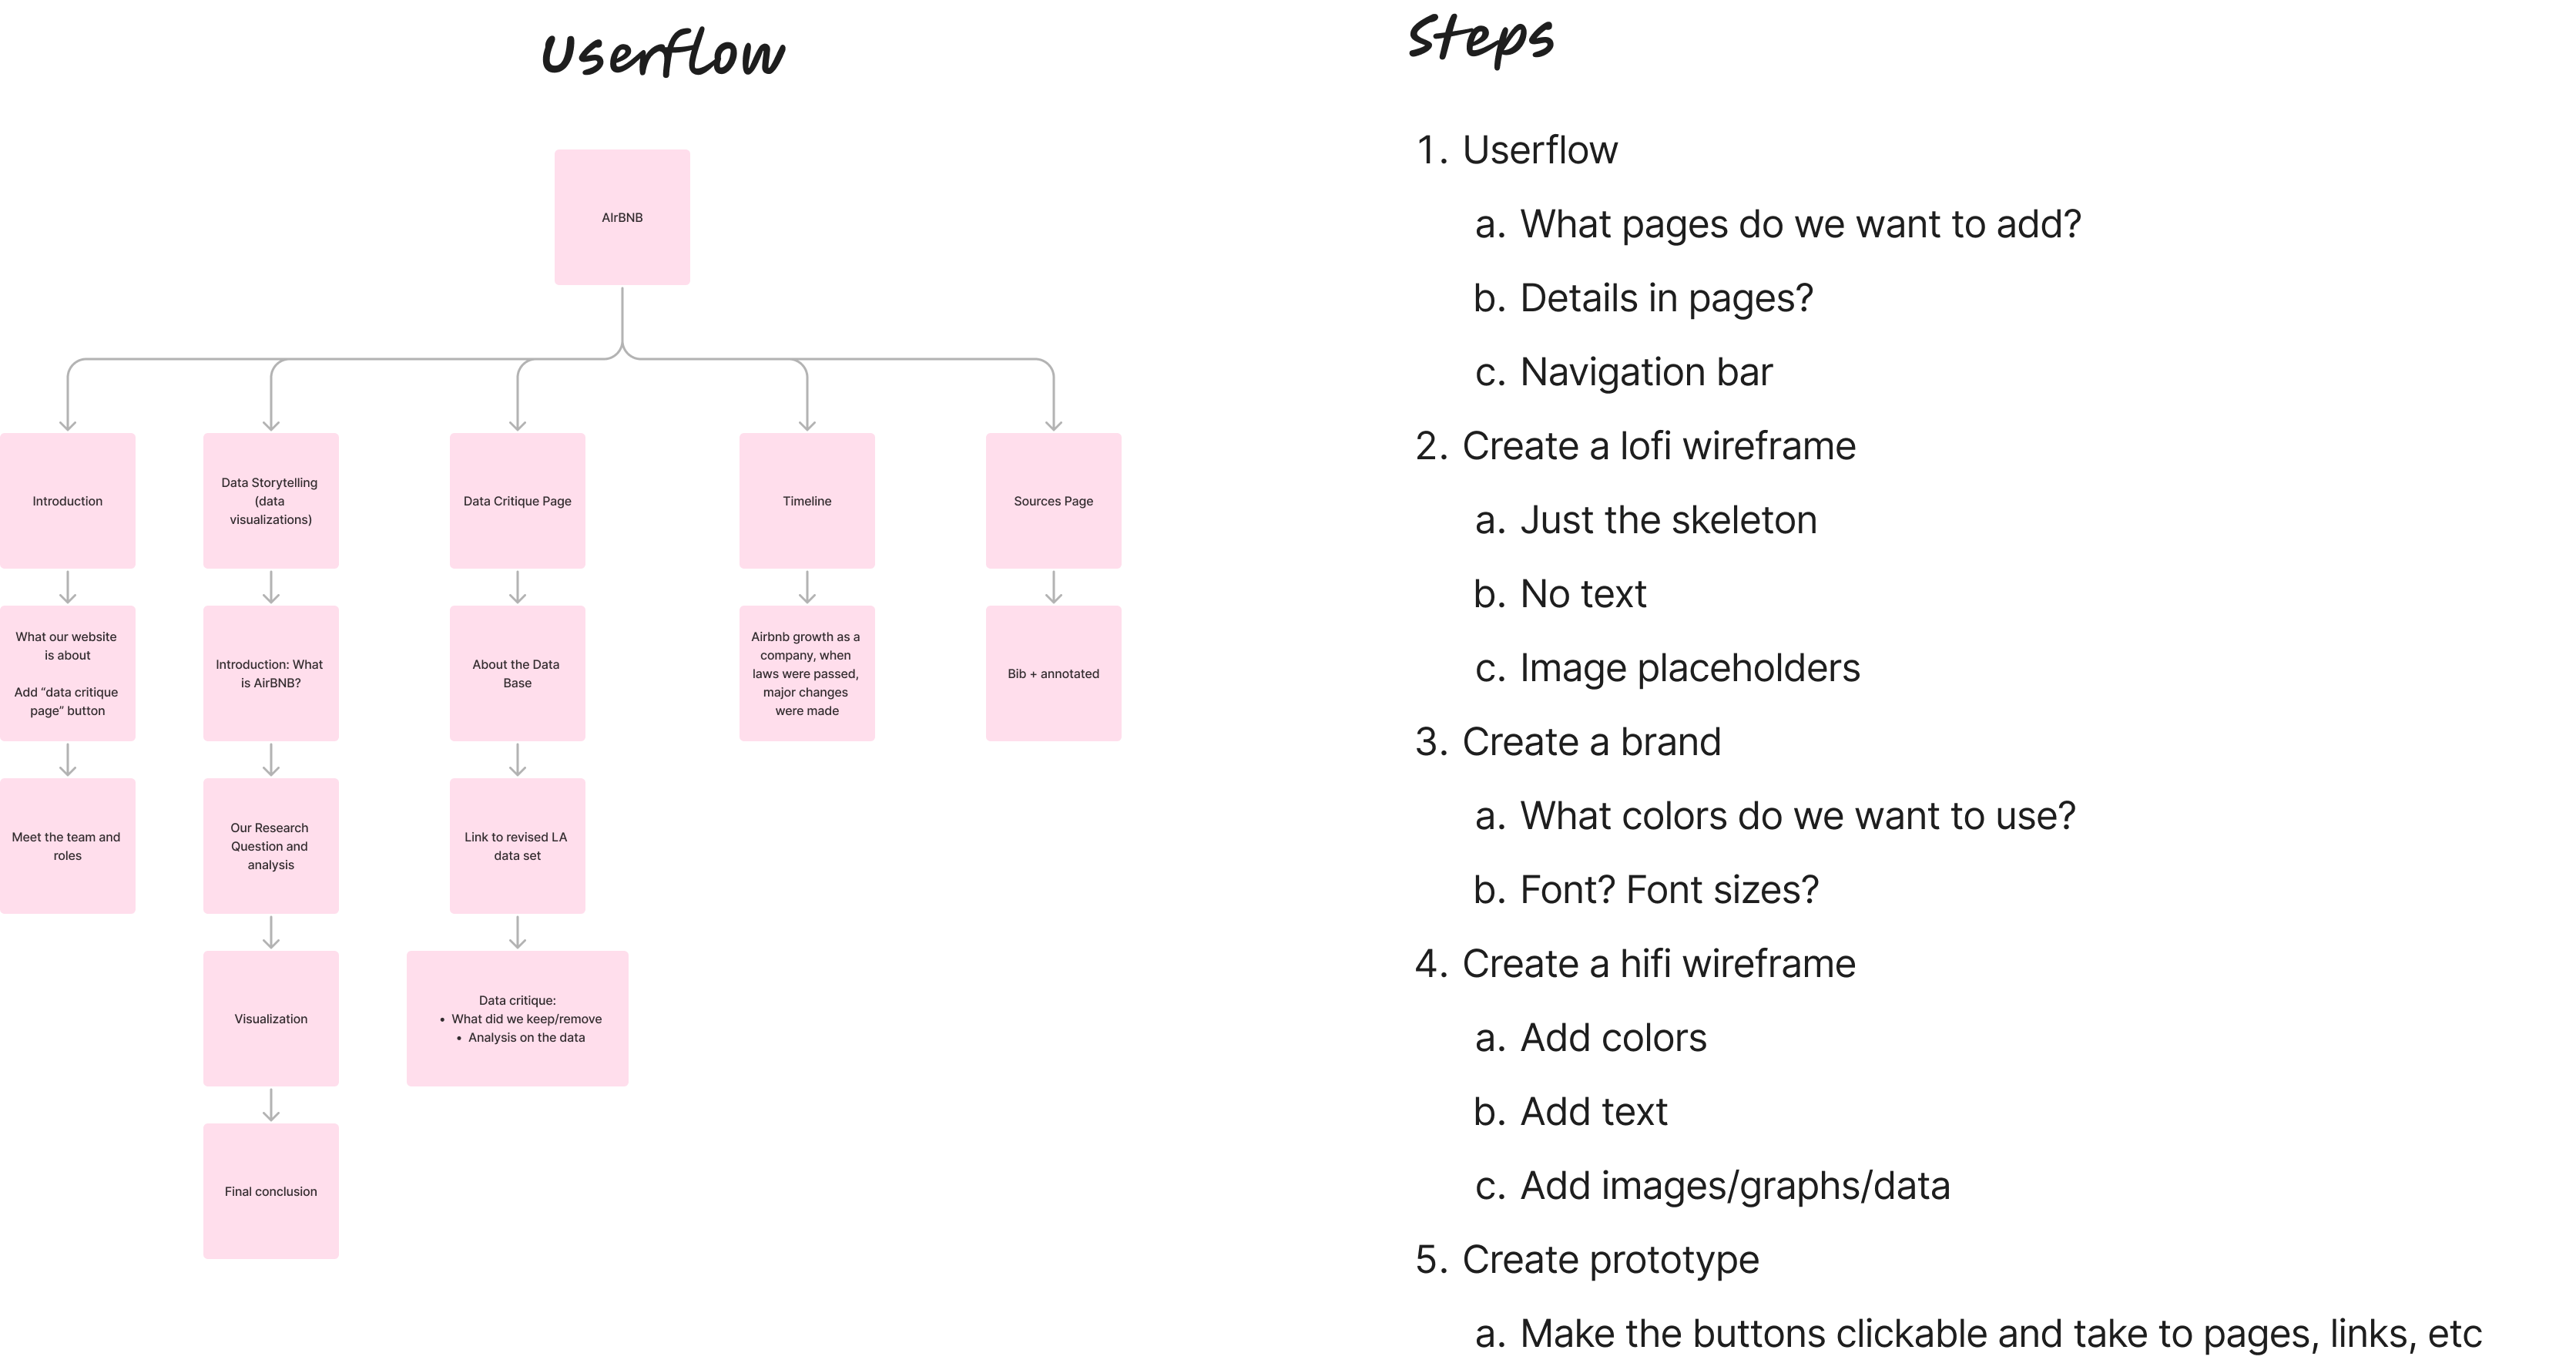 Userflow
AIrBNB
Introduction
What our website
is about
Add “data critique
page” button
Meet the team and
roles
Data Storytelling
(data
visualizations)
Introduction: What
is AirBNB?
Our Research
Question and
analysis
Visualization
Final conclusion
Data Critique Page
About the Data
Base
Link to revised LA
data set
Data critique:
• What did we keep/remove
• Analysis on the data
Timeline
Airbnb growth as a
company, when
laws were passed,
major changes
were made
Sources Page
Bib + annotated
Steps
1. Userflow
a. What pages do we want to add?
b. Details in pages?
c. Navigation bar
2. Create a lofi wireframe
a. Just the skeleton
b. No text
c. Image placeholders
3. Create a brand
a. What colors do we want to use?
b. Font? Font sizes?
4. Create a hifi wireframe
a. Add colors
b. Add text
c. Add images/graphs/data
5. Create prototype
a. Make the buttons clickable and take to pages, links, etc